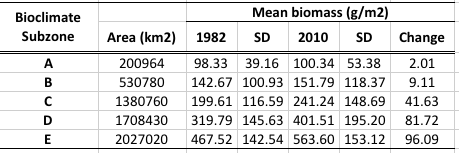 Bioclimate Subzone Mean biomass (g/m2)
Area (km2) 1982 SD 2010 SD Change
A 200964 98.33 39.16 100.34 53.38 2.01
B 530780 142.67 100.93 151.79 118.37 9.11
C 1380760 199.61 116.59 241.24 148.69 41.63
D 1708430 319.79 145.63 401.51 195.20 81.72
E 2027020 467.52 142.54 563.60 153.12 96.09